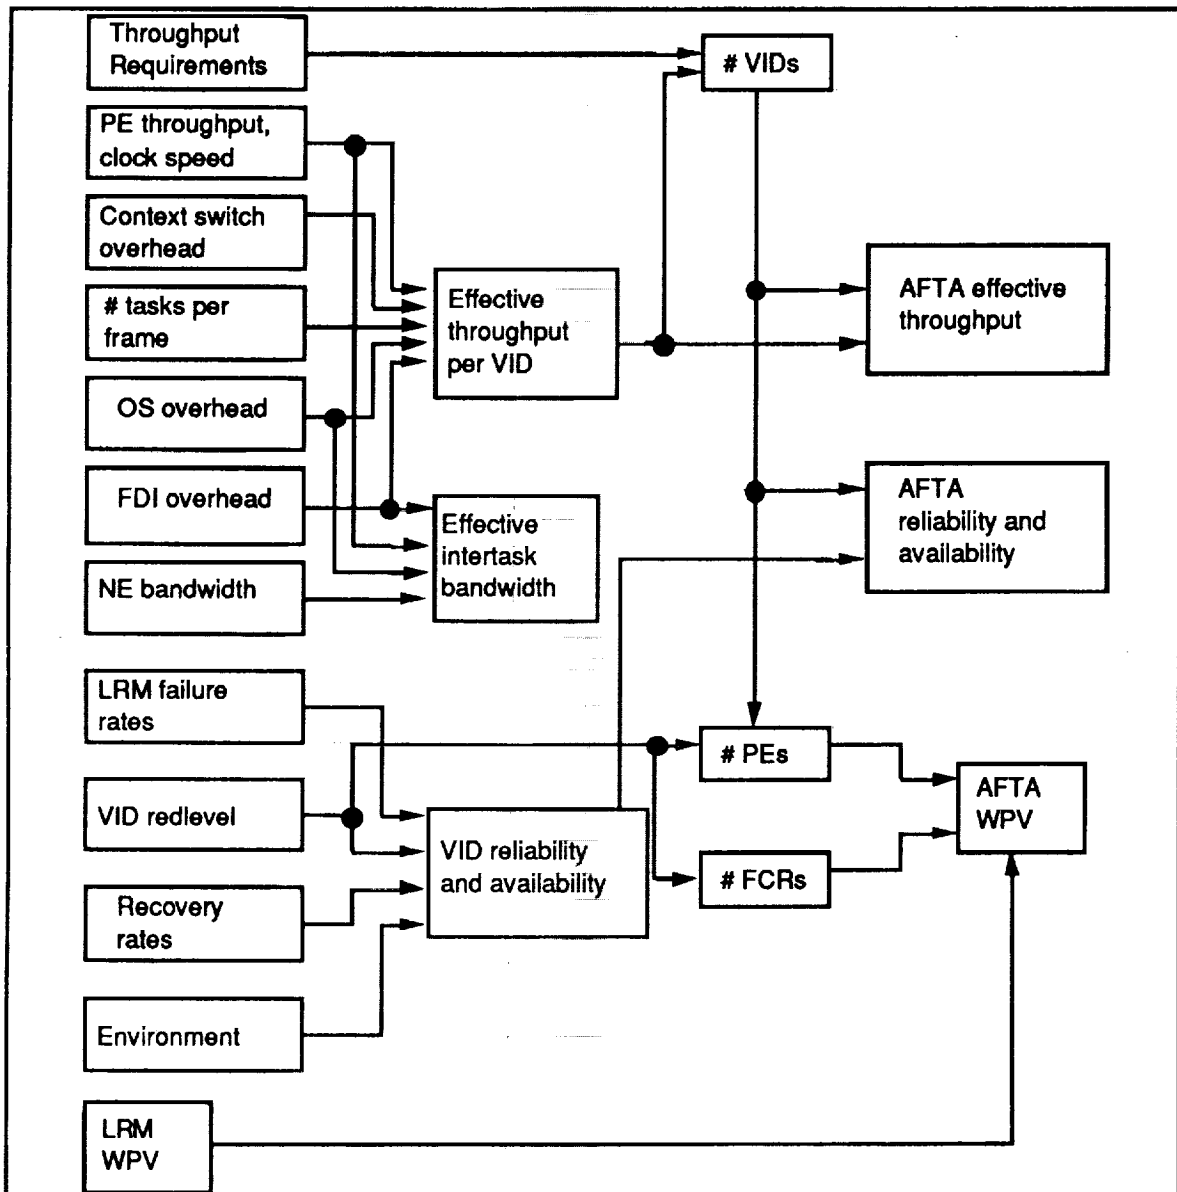 Throughput
Requirements
# VIDs
PE throughput,
clock speed
Context switch
overhead
# tasks per
frame
OS overhead
FDI overhead
NE bandwidth
Effective
throughput
per VID
AFTA effective
throughput
Effective
intertask
bandwidth
AFTA
reliability and
availability
LRM failure
rates
VID redlevel
Recovery
rates
Environment
VID reliability
and availability
# PEs
# FCRs
AFTA
WPV
LRM
WPV